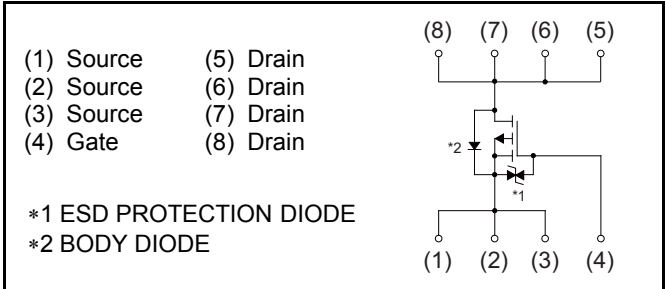 (1) Source (5) Drain
(2) Source (6) Drain
(3) Source (7) Drain
(4) Gate (8) Drain
∗1 ESD PROTECTION DIODE
∗2 BODY DIODE
(8) (7) (6) (5)
*2
*1
(1) (2) (3) (4)